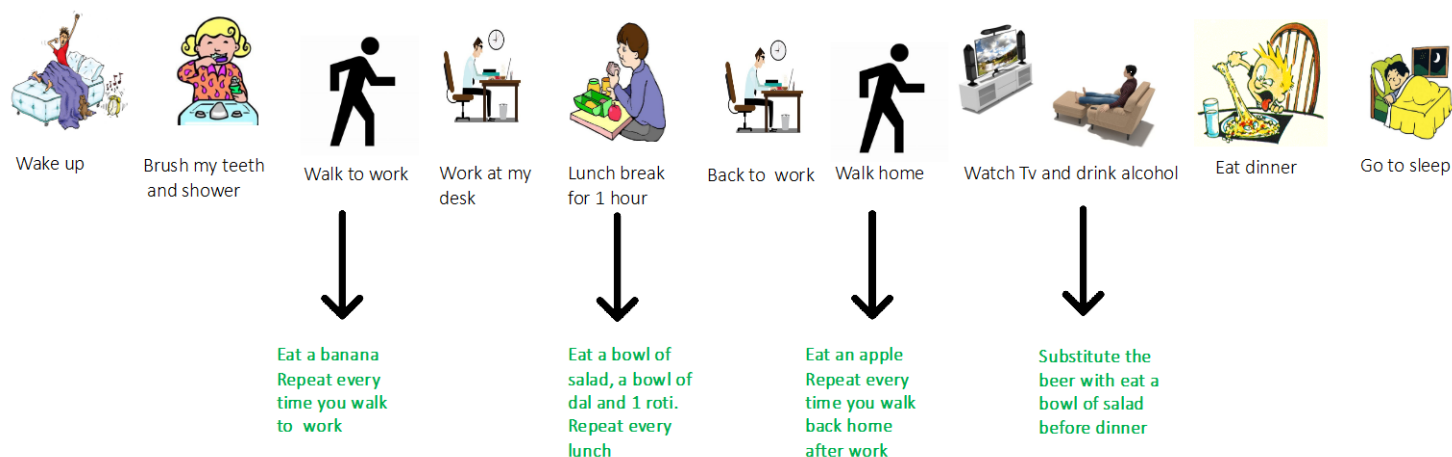 Wake up
Brush my teeth
and shower
Walk to work
Work at my
desk
Lunch break
for 1 hour
Back to  work
Walk home
Watch Tv and drink alcohol
Eat dinner
Go to sleep
Eat a banana
Repeat every
time you walk
to  work
Eat a bowl of
salad, a bowl of
dal and 1 roti.
Repeat every
lunch
Eat an apple
Repeat every
time you walk
back home
after work
Substitute the
beer with eat a
bowl of salad
before dinner